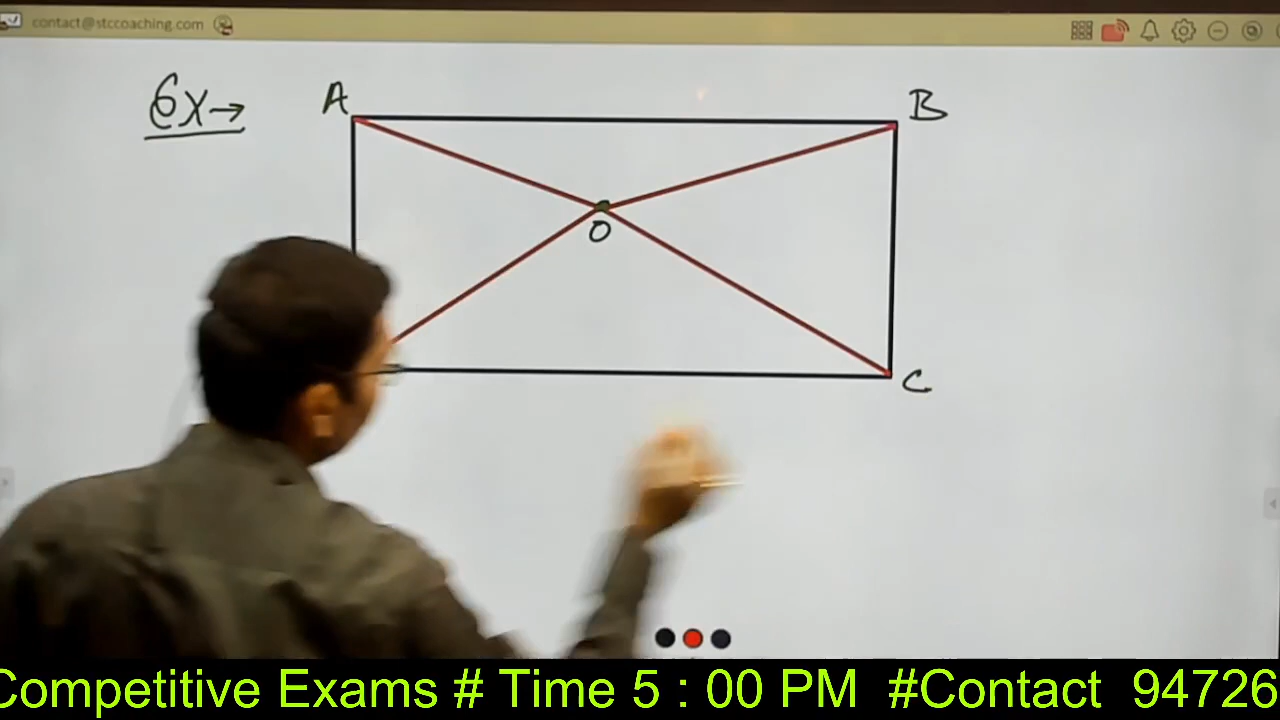 contact@stccoaching.com
Ex→
A
B
O
C
Competitive Exams # Time 5 : 00 PM #Contact 94726